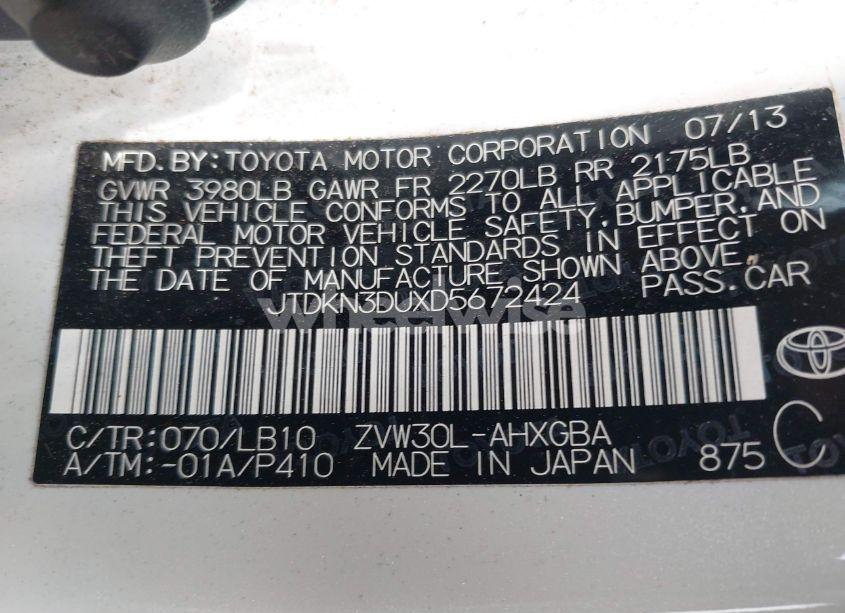 MFD. BY: TOYOTA MOTOR CORPORATION 07/13
GVWR 3980LB GAWR FR 2270LB RR 2175LB
THIS VEHICLE CONFORMS TO ALL APPLICABLE
FEDERAL MOTOR VEHICLE SAFETY, BUMPER, AND
THEFT PREVENTION STANDARDS IN EFFECT ON
THE DATE OF MANUFACTURE SHOWN ABOVE.
JTDKN3DUXD5672424 PASS. CAR
wheelwise
C/TR: 070/LB10 ZVW30L-AHXGBA
A/TM: -01A/P410 MADE IN JAPAN 875 C